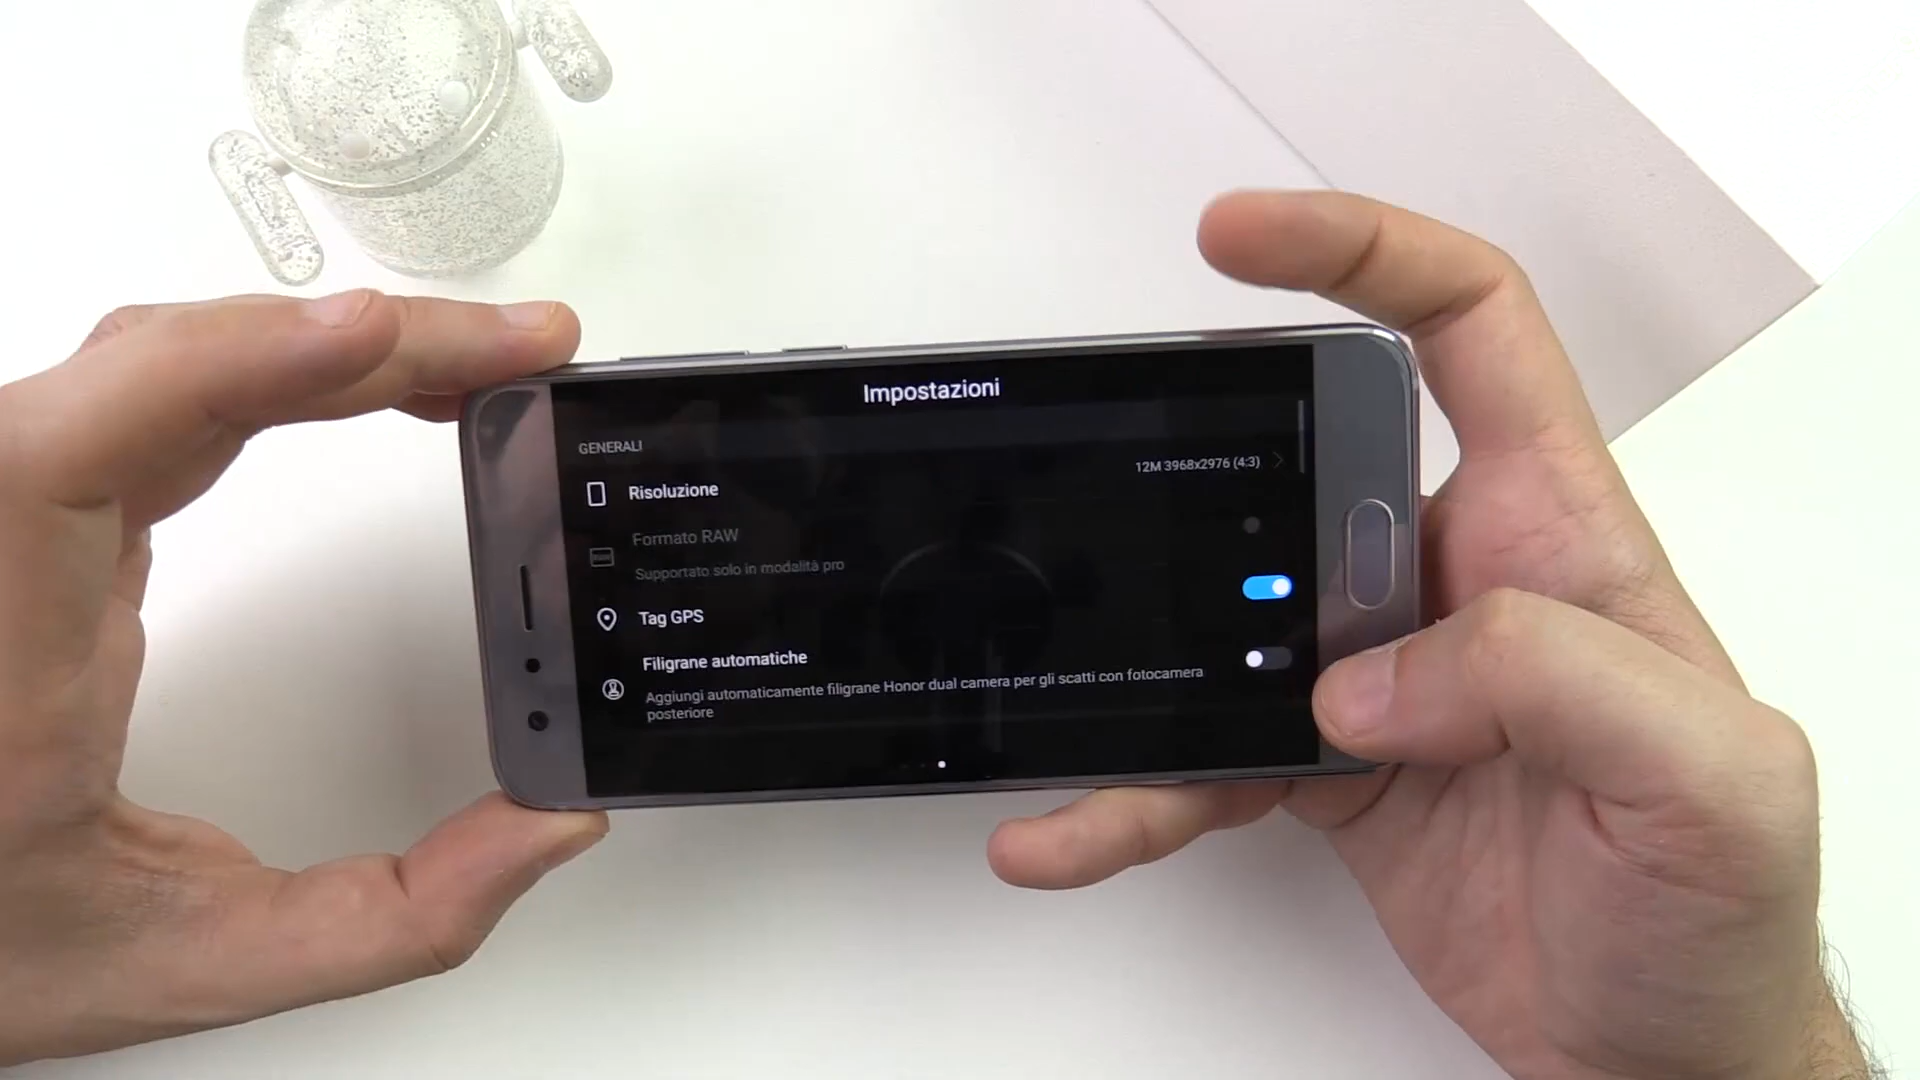 Impostazioni
GENERALI
Risoluzione
12M 3968x2976 (4:3)
Formato RAW
Supportato solo in modalità pro
Tag GPS
Filigrane automatiche
Aggiungi automaticamente filigrane Honor dual camera per gli scatti con fotocamera
posteriore